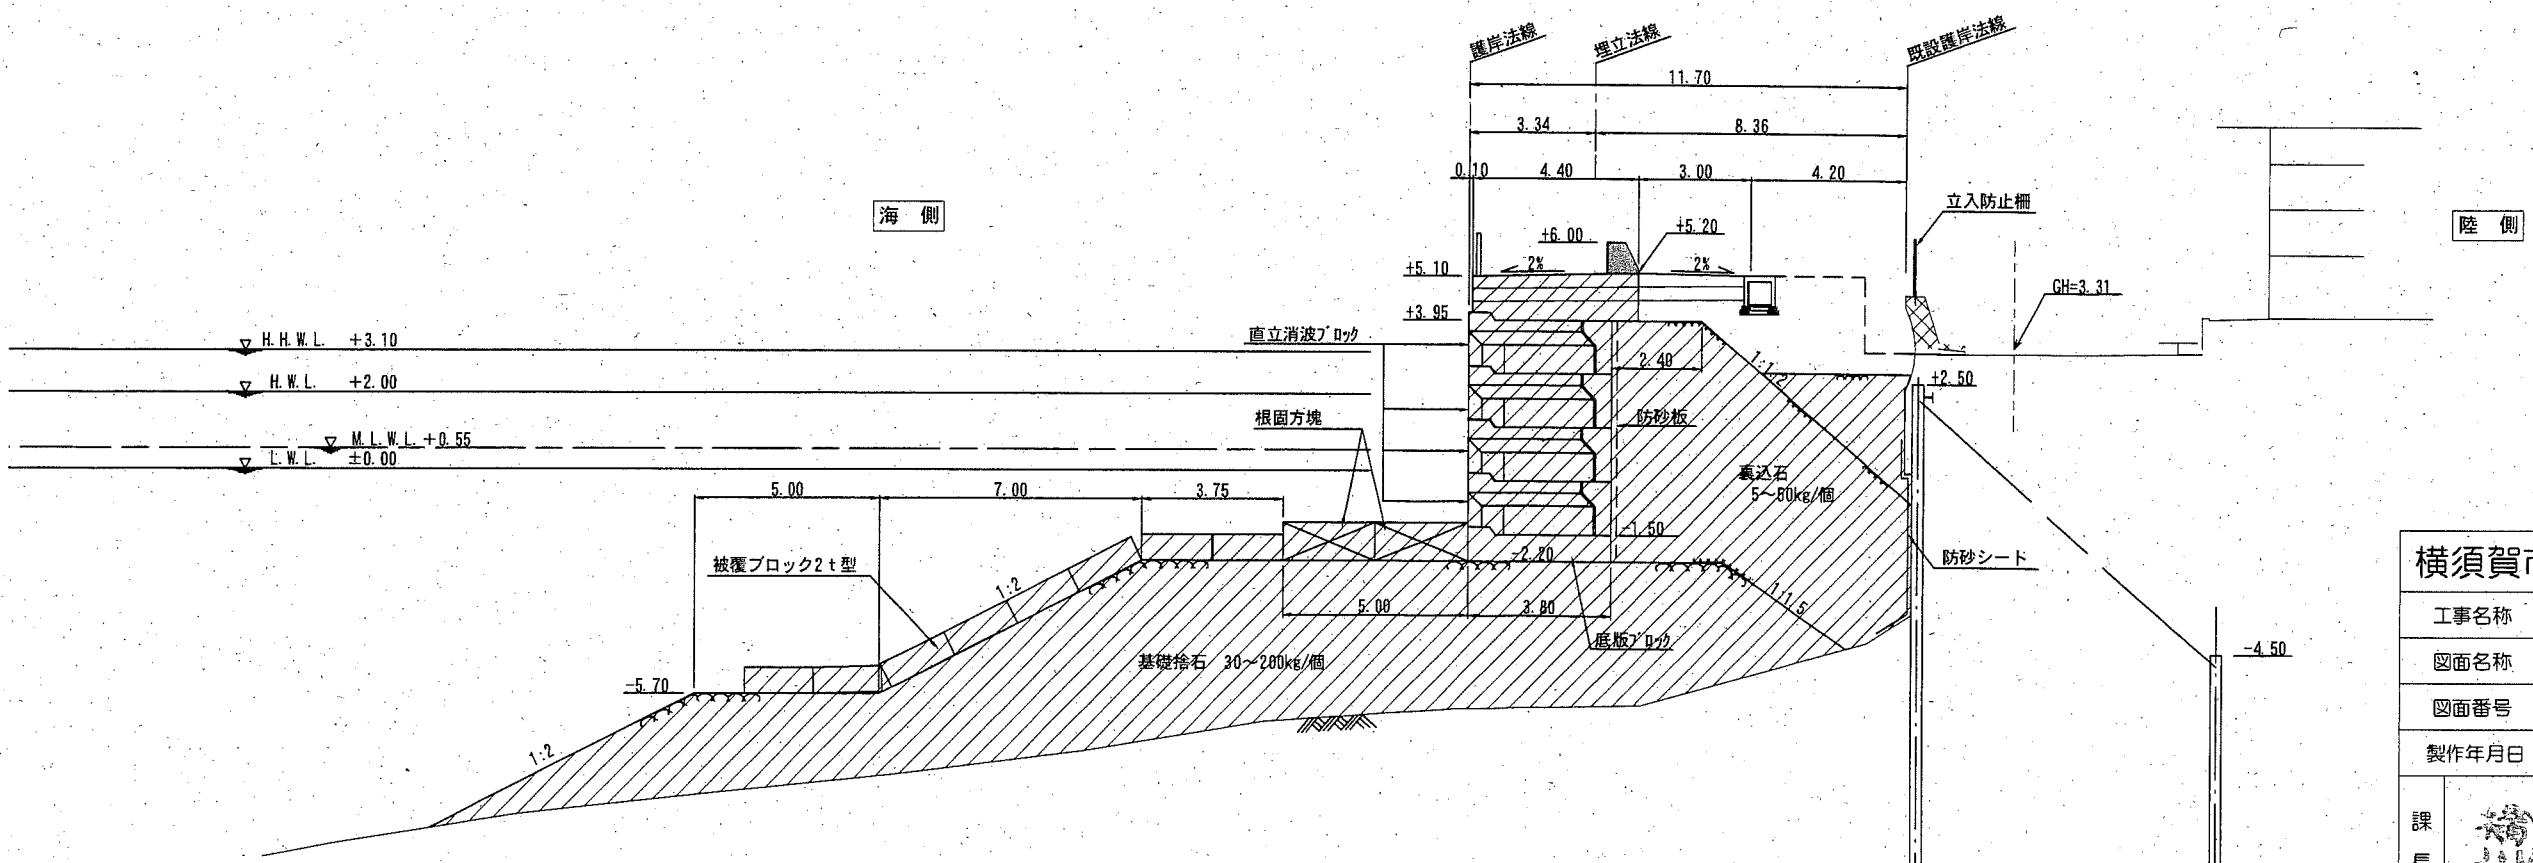 護岸法線
埋立法線
既設護岸法線
11.70
3.34
8.36
0.10
4.40
3.00
4.20
海 側
立入防止柵
陸 側
+6.00
+5.20
+5.10
2%
2%
GH=3.31
+3.95
直立消波ブロック
H.H.W.L. +3.10
2.40
1:1.2
H.W.L. +2.00
+2.50
根固方塊
防砂板
M.L.W.L. +0.55
L.W.L. ±0.00
裏込石
5~50kg/個
5.00
7.00
3.75
-1.50
-2.20
防砂シート
被覆ブロック2t型
1:2
1:1.5
5.00
3.80
底版ブロック
基礎捨石 30~200kg/個
-5.70
-4.50
1:2
横須賀市
工事名称
図面名称
図面番号
製作年月日
課
長